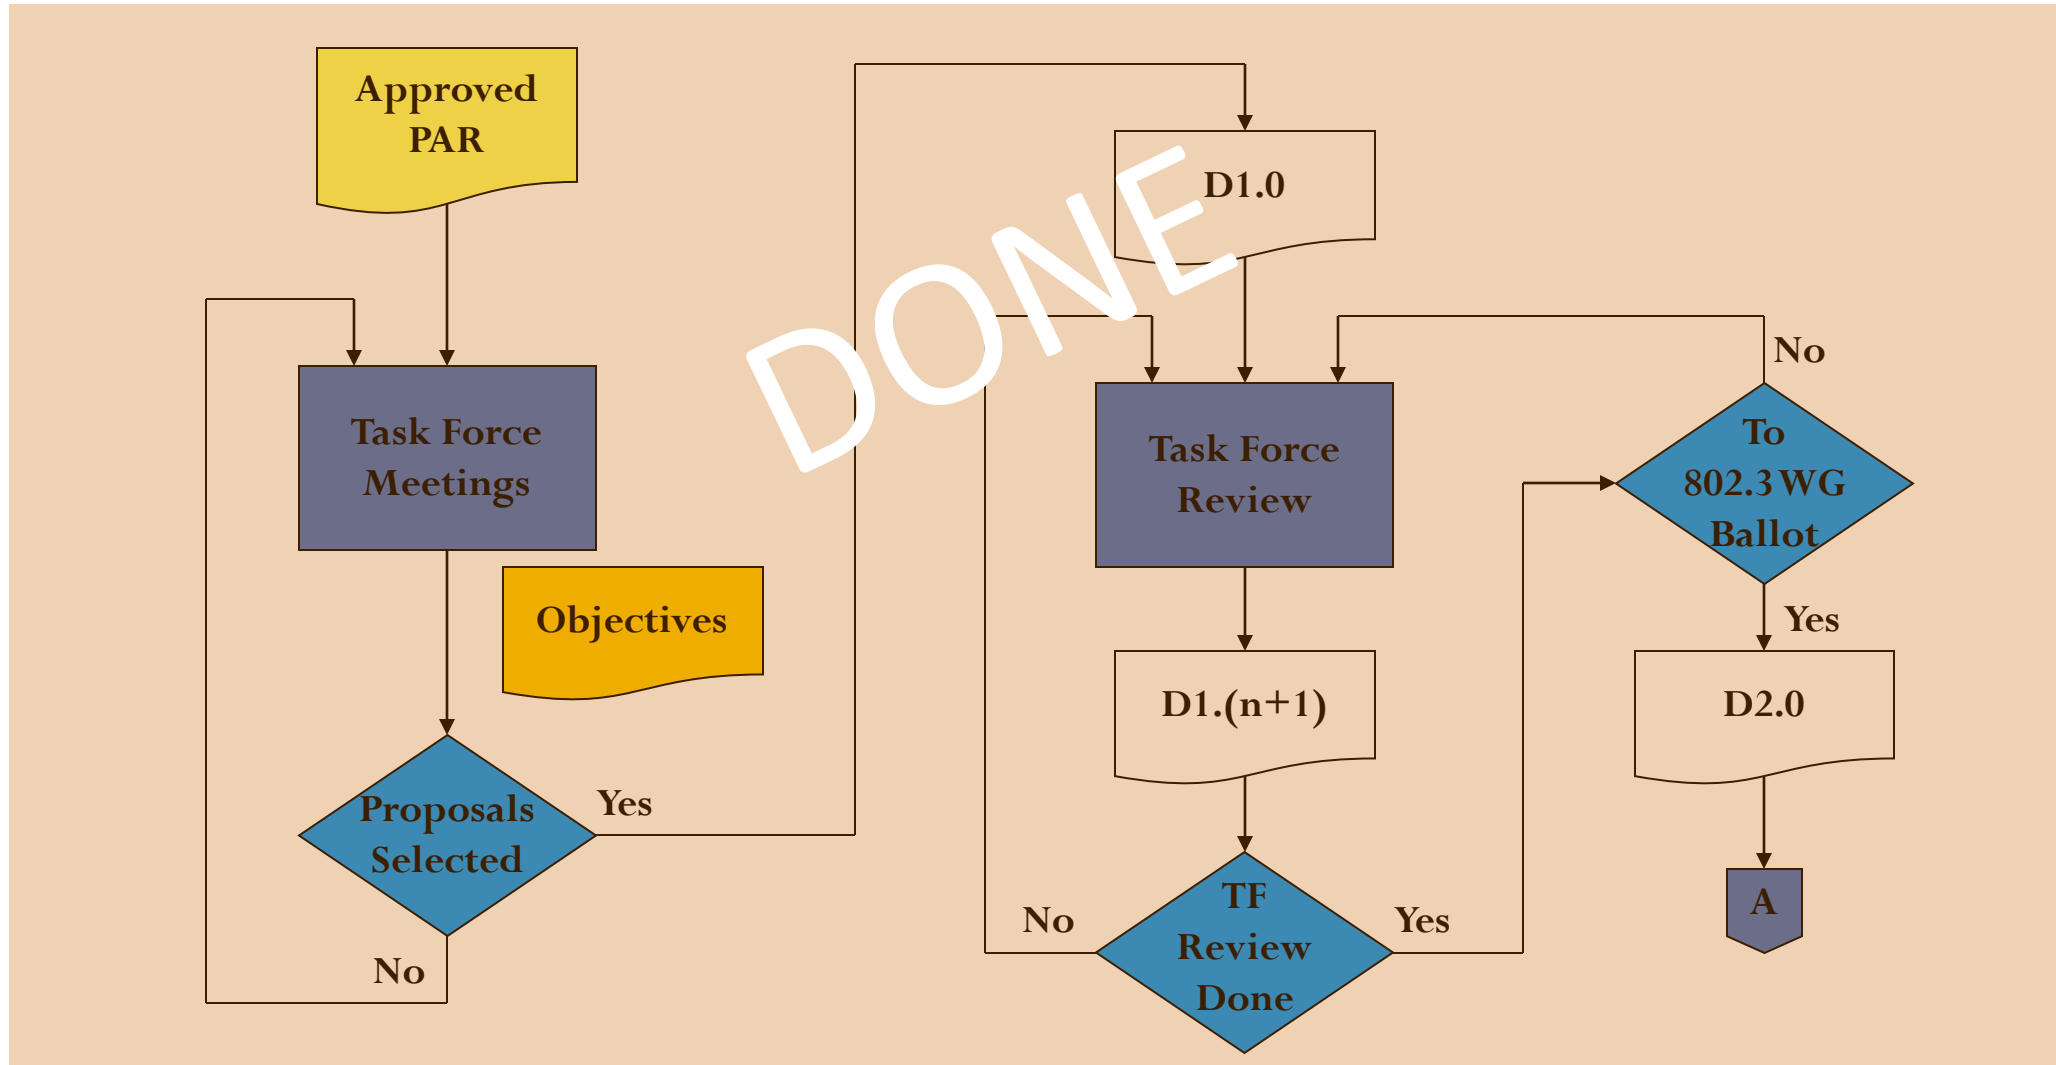 Approved
PAR
Task Force
Meetings
Objectives
Proposals
Selected
Yes
No
DONE
D1.0
Task Force
Review
D1.(n+1)
TF
Review
Done
No
Yes
To
802.3 WG
Ballot
No
Yes
D2.0
A